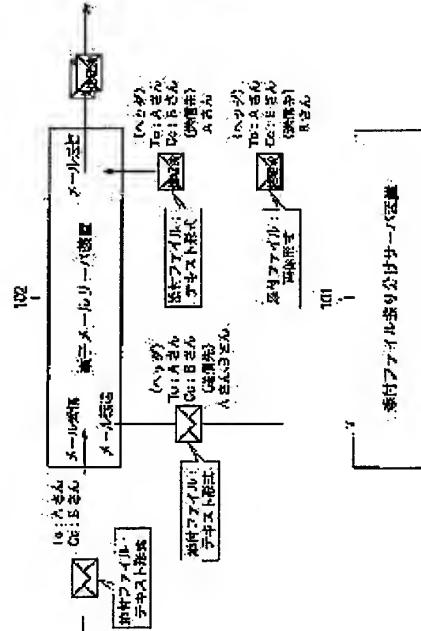 To：Aさん
Cc：Bさん
添付ファイル：
テキスト形式
102
メール受信
電子メールサーバ装置
メール転送
メール送出
(ヘッダ)
To：Aさん
Cc：Bさん
(送信先)
Aさん,Bさん
添付ファイル：
テキスト形式
(ヘッダ)
To：Aさん
Cc：Bさん
(送信先)
Aさん
添付ファイル：
テキスト形式
(ヘッダ)
To：Aさん
Cc：Bさん
(送信先)
Bさん
添付ファイル：
画像形式
101
添付ファイル振り分けサーバ装置